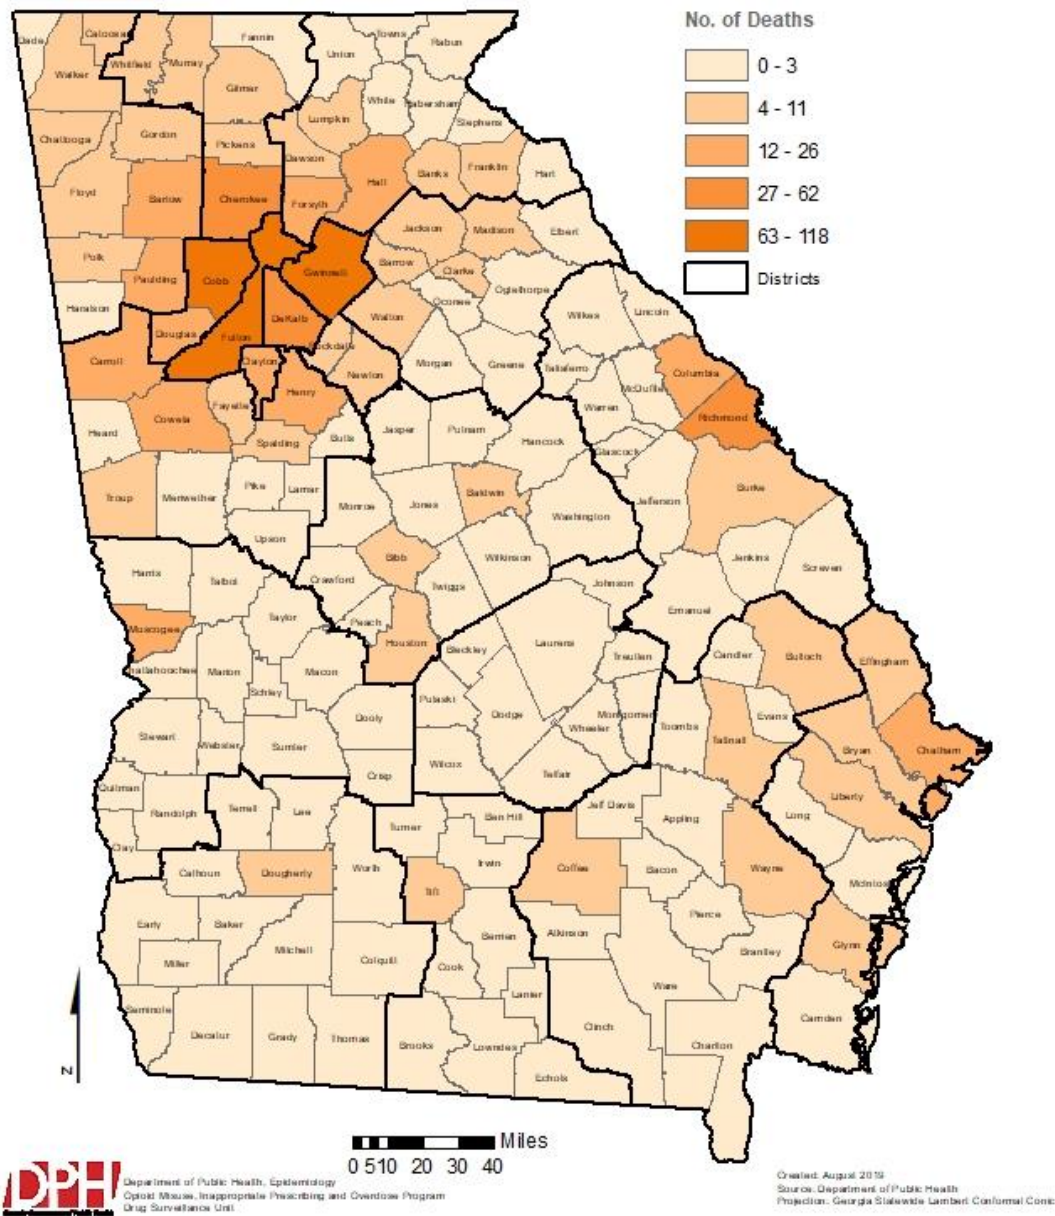 No. of Deaths
0 - 3
4 - 11
12 - 26
27 - 62
63 - 118
Districts
Dade
Catoosa
Whitfield
Murray
Fannin
Union
Towns
Rabun
Walker
Gilmer
Lumpkin
White
Habersham
Stephens
Chattooga
Gordon
Pickens
Dawson
Hall
Banks
Franklin
Hart
Floyd
Bartow
Cherokee
Forsyth
Jackson
Madison
Elbert
Polk
Paulding
Cobb
Gwinnett
Barrow
Clarke
Oglethorpe
Oconee
Haralson
Douglas
Fulton
DeKalb
Rockdale
Walton
Morgan
Greene
Wilkes
Lincoln
Taliaferro
McDuffie
Columbia
Carroll
Clayton
Newton
Henry
Fayette
Coweta
Heard
Spalding
Butts
Jasper
Putnam
Hancock
Warren
Glascock
Richmond
Troup
Meriwether
Pike
Lamar
Monroe
Jones
Baldwin
Washington
Jefferson
Burke
Upson
Bibb
Wilkinson
Jenkins
Screven
Harris
Talbot
Crawford
Twiggs
Johnson
Emanuel
Muscogee
Taylor
Peach
Houston
Bleckley
Laurens
Treutlen
Candler
Bulloch
Effingham
Chattahoochee
Marion
Macon
Schley
Pulaski
Dodge
Wheeler
Montgomery
Toombs
Tattnall
Evans
Bryan
Chatham
Stewart
Webster
Sumter
Dooly
Crisp
Wilcox
Telfair
Liberty
Quitman
Randolph
Terrell
Lee
Turner
Ben Hill
Jeff Davis
Appling
Long
Clay
Calhoun
Dougherty
Worth
Tift
Irwin
Coffee
Bacon
Wayne
McIntosh
Early
Baker
Mitchell
Miller
Colquitt
Berrien
Cook
Atkinson
Pierce
Brantley
Glynn
Ware
Lanier
Seminole
Decatur
Grady
Thomas
Brooks
Lowndes
Echols
Clinch
Charlton
Camden
N
Miles
0 5 10 20 30 40
DPH
Department of Public Health, Epidemiology
Opioid Misuse, Inappropriate Prescribing and Overdose Program
Drug Surveillance Unit
Created: August 2019
Source: Department of Public Health
Projection: Georgia Statewide Lambert Conformal Conic